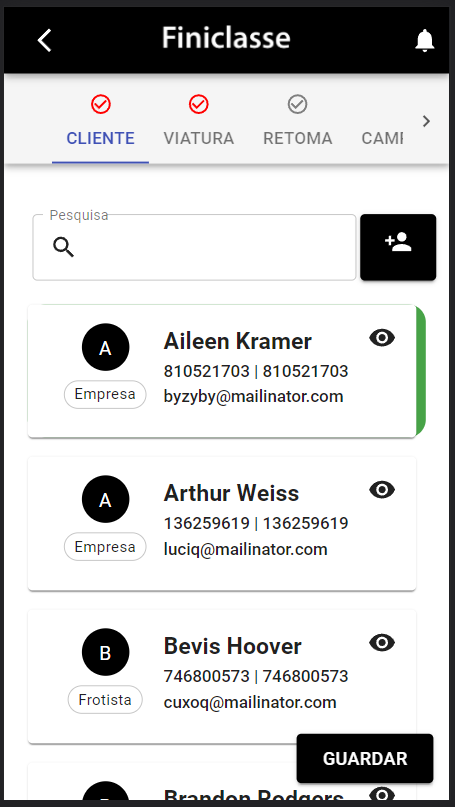 Finiclasse
CLIENTE VIATURA RETOMA
Pesquisa
A
Aileen Kramer
810521703 | 810521703
Empresa
byzyby@mailinator.com
A
Arthur Weiss
136259619 | 136259619
Empresa
luciq@mailinator.com
B
Bevis Hoover
746800573 | 746800573
Frotista
cuxoq@mailinator.com
GUARDAR
Brandon Rodgers